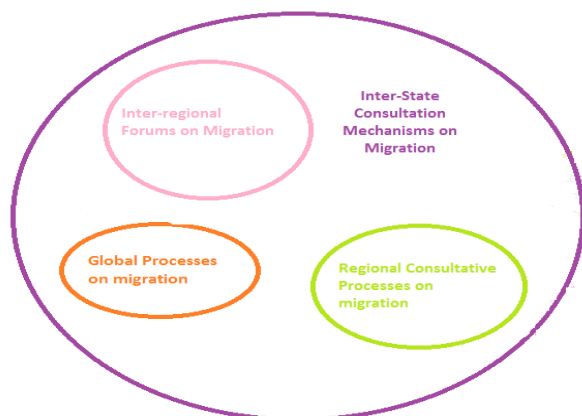 Inter-regional
Forums on Migration
Inter-State
Consultation
Mechanisms on
Migration
Global Processes
on migration
Regional Consultative
Processes on
migration